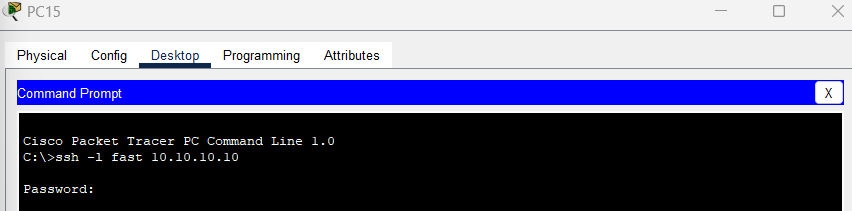 PC15
Physical Config Desktop Programming Attributes
Command Prompt X
Cisco Packet Tracer PC Command Line 1.0
C:\>ssh -l fast 10.10.10.10
Password: